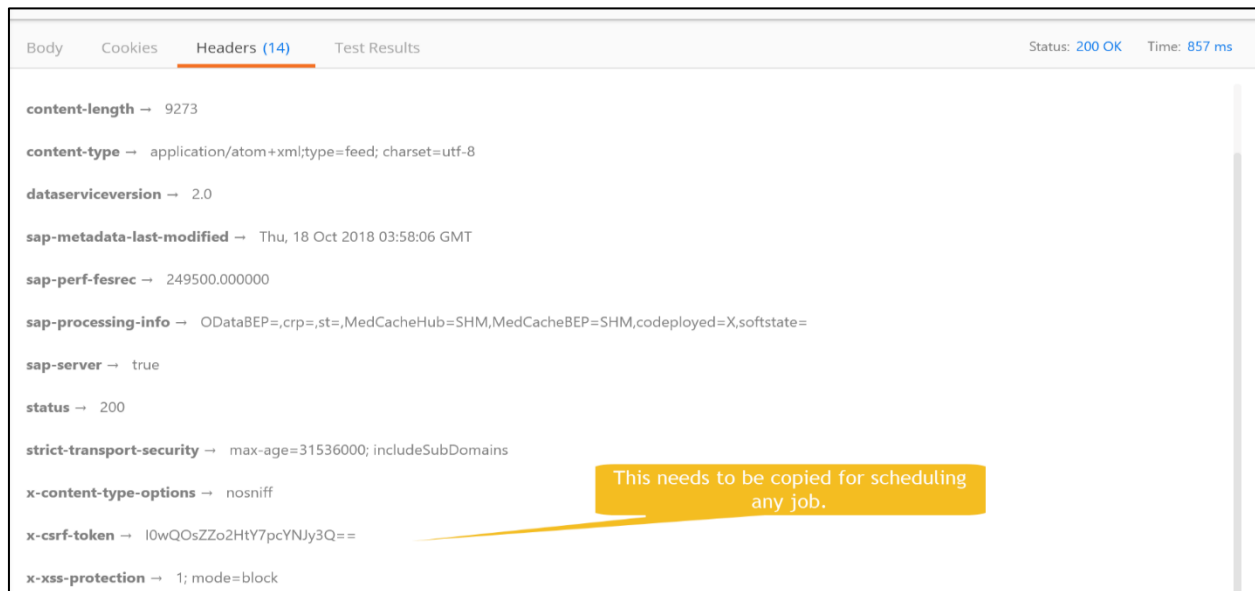 Body Cookies Headers (14) Test Results Status: 200 OK Time: 857 ms
content-length → 9273
content-type → application/atom+xml;type=feed; charset=utf-8
dataserviceversion → 2.0
sap-metadata-last-modified → Thu, 18 Oct 2018 03:58:06 GMT
sap-perf-fesrec → 249500.000000
sap-processing-info → ODataBEP=,crp=,st=,MedCacheHub=SHM,MedCacheBEP=SHM,codeployed=X,softstate=
sap-server → true
status → 200
strict-transport-security → max-age=31536000; includeSubDomains
This needs to be copied for scheduling
any job.
x-content-type-options → nosniff
x-csrf-token → I0wQOsZZo2HtY7pcYNJy3Q==
x-xss-protection → 1; mode=block